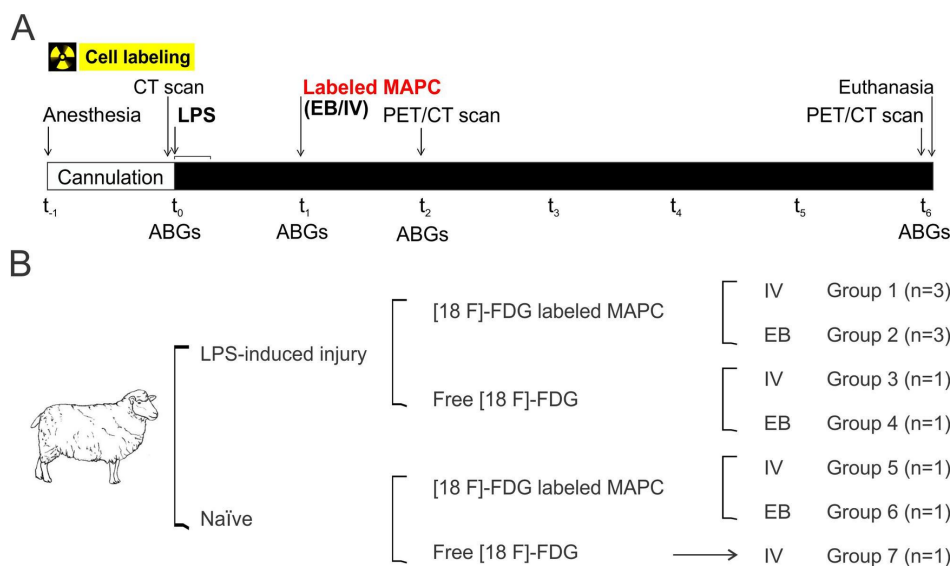 A
Cell labeling
CT scan
Labeled MAPC
Euthanasia
Anesthesia
LPS
(EB/IV)
PET/CT scan
PET/CT scan
Cannulation
t-1
t0
t1
t2
t3
t4
t5
t6
ABGs
ABGs
ABGs
ABGs
B
IV Group 1 (n=3)
[18 F]-FDG labeled MAPC
EB Group 2 (n=3)
LPS-induced injury
IV Group 3 (n=1)
Free [18 F]-FDG
EB Group 4 (n=1)
IV Group 5 (n=1)
[18 F]-FDG labeled MAPC
EB Group 6 (n=1)
Naïve
Free [18 F]-FDG
IV Group 7 (n=1)